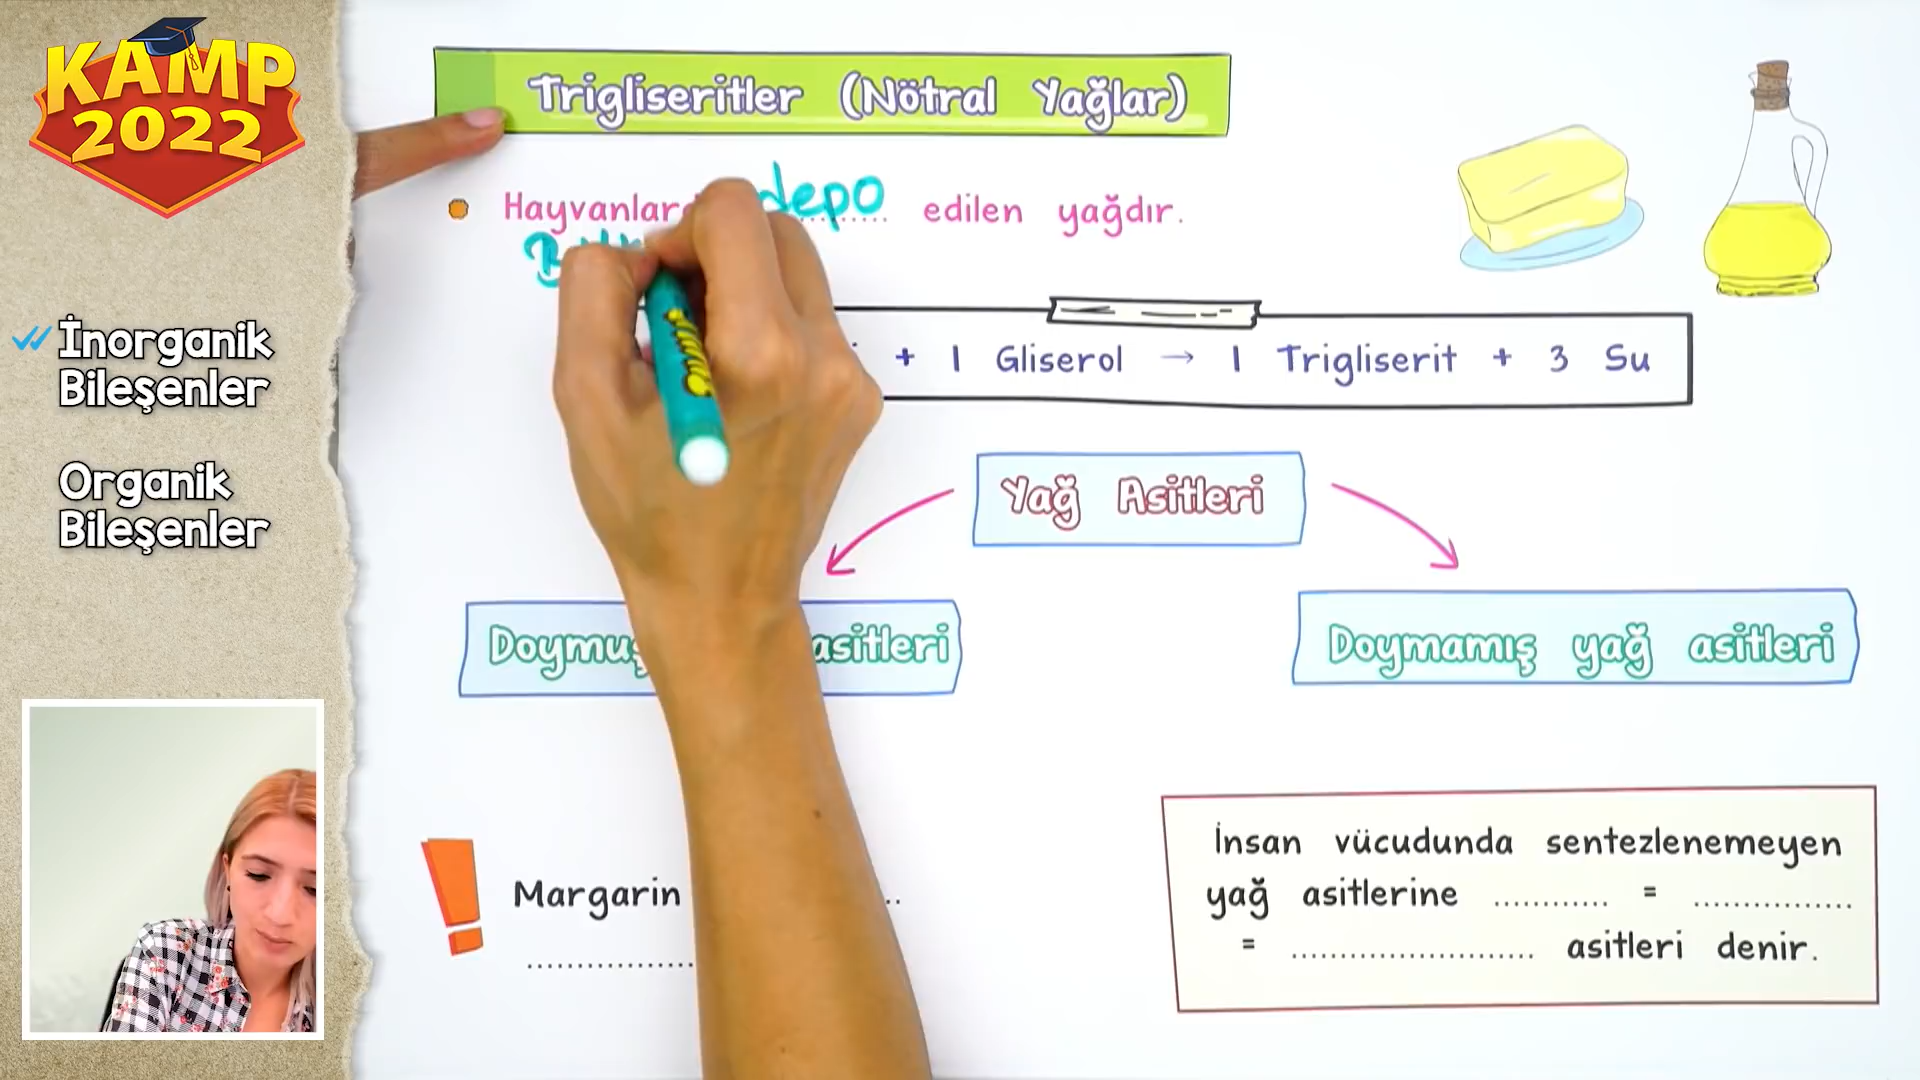 KAMP
2022
İnorganik
Bileşenler
Organik
Bileşenler
Trigliseritler (Nötral Yağlar)
depo edilen yağdır.
+ 1 Gliserol → 1 Trigliserit + 3 Su
Yağ Asitleri
asitleri
Doymamış yağ asitleri
Margarin
İnsan vücudunda sentezlenemeyen
yağ asitlerine ............ = ................
= ........................ asitleri denir.